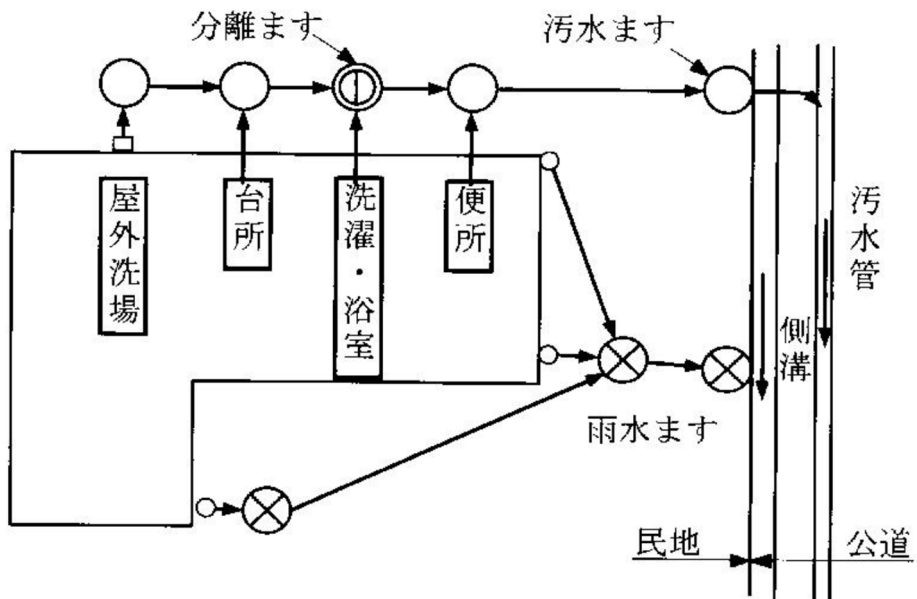 分離ます
汚水ます
屋外洗場
台所
洗濯・浴室
便所
汚水管
側溝
雨水ます
民地
公道